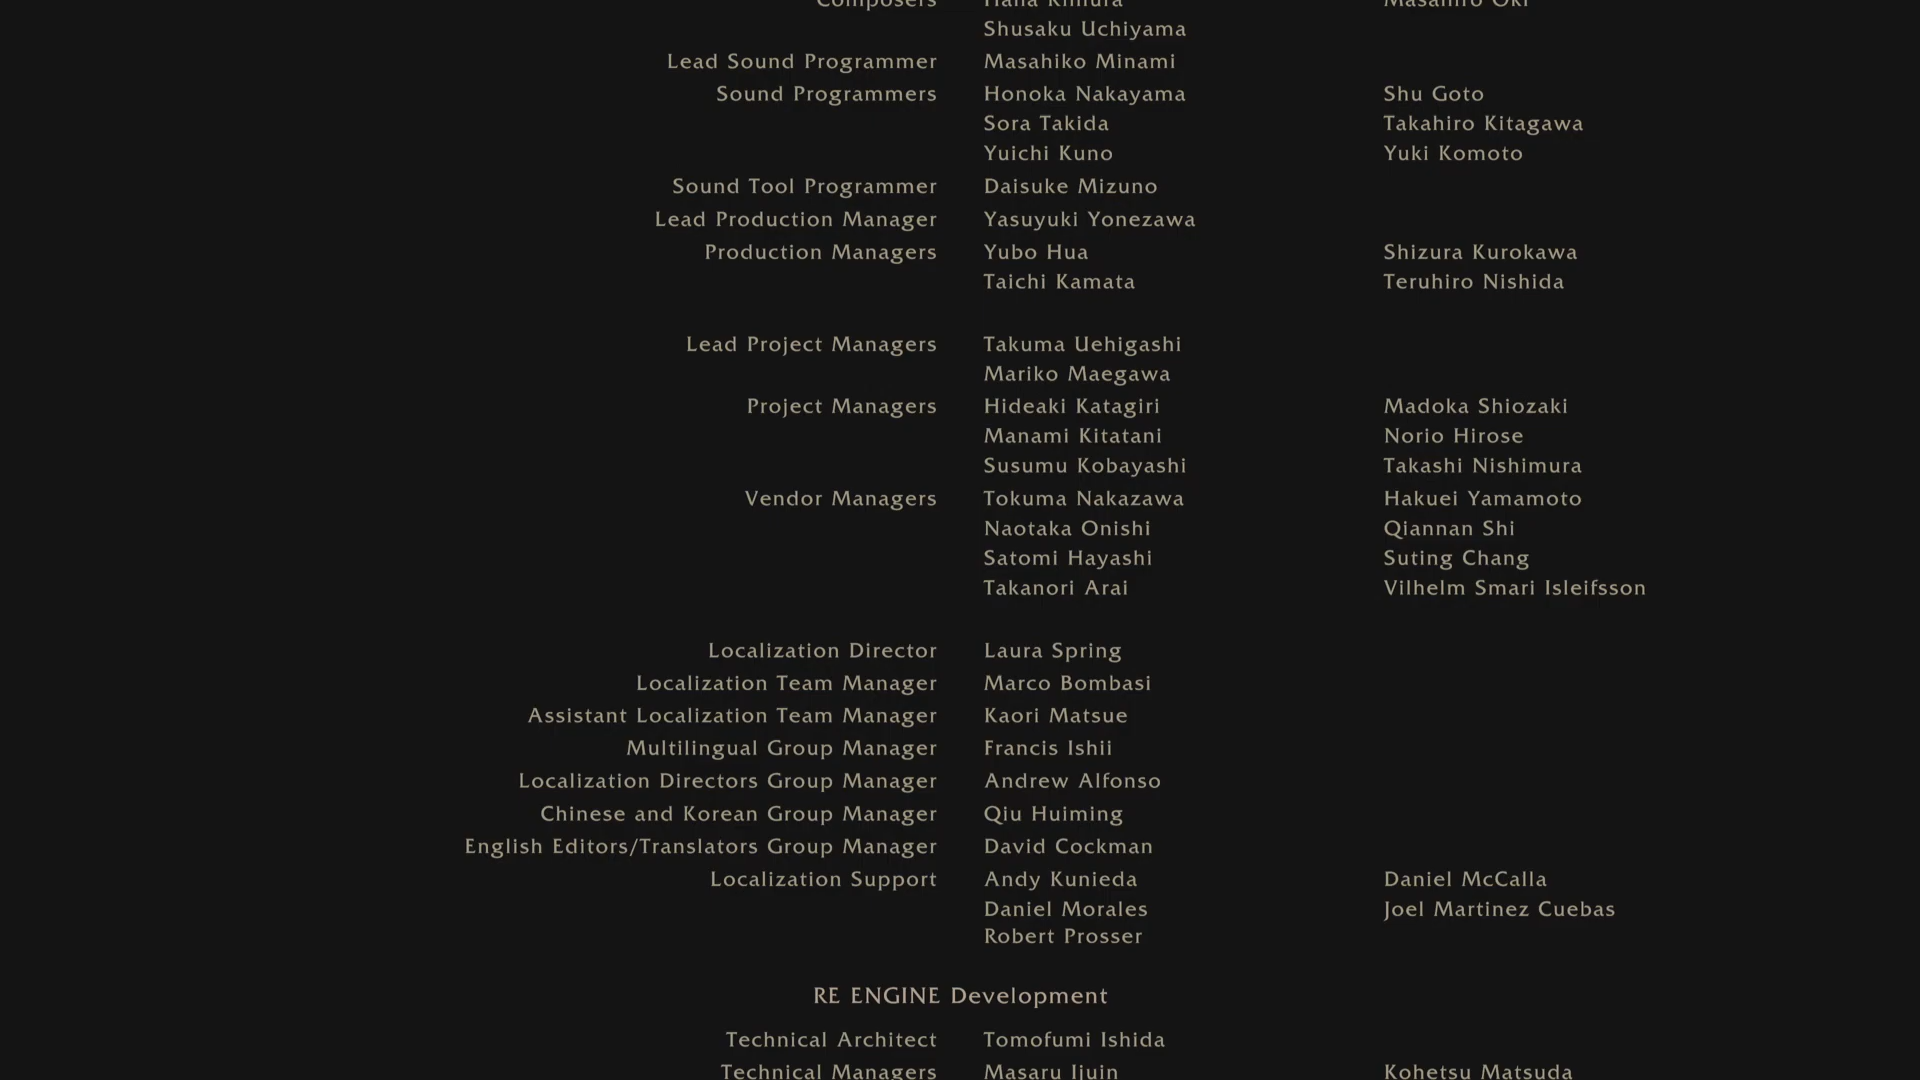 Composers Hana Kimura Masahiro Oki
Shusaku Uchiyama
Lead Sound Programmer Masahiko Minami
Sound Programmers Honoka Nakayama Shu Goto
Sora Takida Takahiro Kitagawa
Yuichi Kuno Yuki Komoto
Sound Tool Programmer Daisuke Mizuno
Lead Production Manager Yasuyuki Yonezawa
Production Managers Yubo Hua Shizura Kurokawa
Taichi Kamata Teruhiro Nishida
Lead Project Managers Takuma Uehigashi
Mariko Maegawa
Project Managers Hideaki Katagiri Madoka Shiozaki
Manami Kitatani Norio Hirose
Susumu Kobayashi Takashi Nishimura
Vendor Managers Tokuma Nakazawa Hakuei Yamamoto
Naotaka Onishi Qiannan Shi
Satomi Hayashi Suting Chang
Takanori Arai Vilhelm Smari Isleifsson
Localization Director Laura Spring
Localization Team Manager Marco Bombasi
Assistant Localization Team Manager Kaori Matsue
Multilingual Group Manager Francis Ishii
Localization Directors Group Manager Andrew Alfonso
Chinese and Korean Group Manager Qiu Huiming
English Editors/Translators Group Manager David Cockman
Localization Support Andy Kunieda Daniel McCalla
Daniel Morales Joel Martinez Cuebas
Robert Prosser
RE ENGINE Development
Technical Architect Tomofumi Ishida
Technical Managers Masaru Ijuin Kohetsu Matsuda